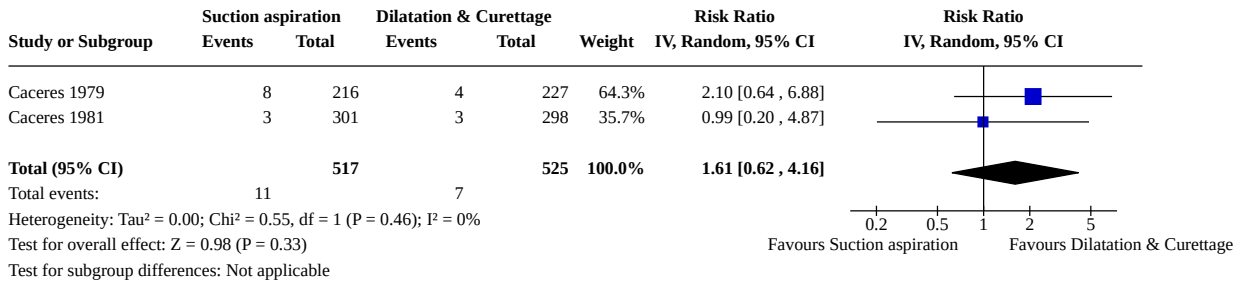 Suction aspiration Dilatation & Curettage Risk Ratio Risk Ratio
Study or Subgroup Events Total Events Total Weight IV, Random, 95% CI IV, Random, 95% CI
Caceres 1979 8 216 4 227 64.3% 2.10 [0.64 , 6.88]
Caceres 1981 3 301 3 298 35.7% 0.99 [0.20 , 4.87]
Total (95% CI) 517 525 100.0% 1.61 [0.62 , 4.16]
Total events: 11 7
Heterogeneity: Tau² = 0.00; Chi² = 0.55, df = 1 (P = 0.46); I² = 0%
0.2 0.5 1 2 5
Test for overall effect: Z = 0.98 (P = 0.33) Favours Suction aspiration Favours Dilatation & Curettage
Test for subgroup differences: Not applicable